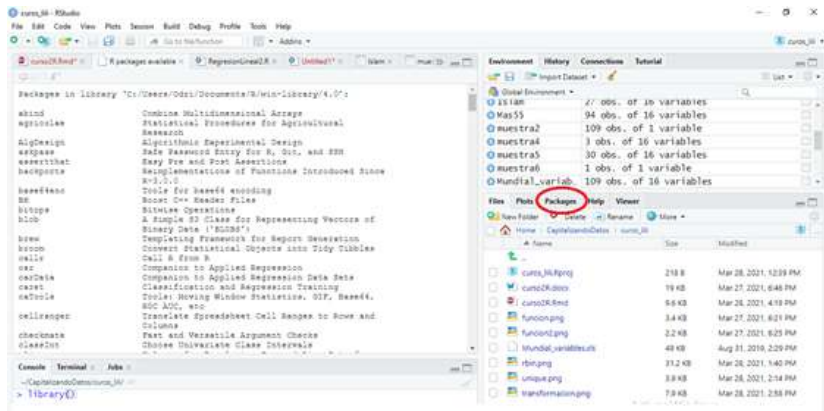 curos_lili - RStudio
File Edit Code View Plots Session Build Debug Profile Tools Help
Go to file/function
Addins
curso2R.Rmd*
R packages available
RegresionLineal2.R
Untitled1*
Islam
Packages in library 'C:/Users/Odri/Documents/R/win-library/4.0':
abind Combine Multidimensional Arrays
agricolae Statistical Procedures for Agricultural
Research
AlgDesign Algorithmic Experimental Design
askpass Safe Password Entry for R, Git, and SSH
assertthat Easy Pre and Post Assertions
backports Reimplementations of Functions Introduced Since
R-3.0.0
base64enc Tools for base64 encoding
BH Boost C++ Header Files
bitops Bitwise Operations
blob A Simple S3 Class for Representing Vectors of
Binary Data ('BLOBS')
brew Templating Framework for Report Generation
broom Convert Statistical Objects into Tidy Tibbles
callr Call R from R
car Companion to Applied Regression
carData Companion to Applied Regression Data Sets
caret Classification and Regression Training
caTools Tools: Moving Window Statistics, GIF, Base64,
ROC AUC, etc
cellranger Translate Spreadsheet Cell Ranges to Rows and
Columns
checkmate Fast and Versatile Argument Checks
classInt Choose Univariate Class Intervals
Console Terminal Jobs
> library()
Environment History Connections Tutorial
Import Dataset
List
Global Environment
Islam 27 obs. of 16 variables
Mas55 94 obs. of 16 variables
muestra2 109 obs. of 1 variable
muestra4 3 obs. of 16 variables
muestra5 30 obs. of 16 variables
muestra6 1 obs. of 1 variable
Mundial_variab. 109 obs. of 16 variables
Files Plots Packages Help Viewer
New Folder Delete Rename More
Home CapitalizandoDatos
Name Size Modified
..
218 B Mar 28, 2021, 12:39 PM
curso2R.docx 19 KB Mar 27, 2021, 6:46 PM
curso2R.Rmd 9.6 KB Mar 28, 2021, 4:19 PM
funcion.png 3.4 KB Mar 27, 2021, 8:21 PM
funcion2.png 2.2 KB Mar 27, 2021, 8:25 PM
Mundial_variables.xls 49 KB Aug 31, 2019, 2:29 PM
rbin.png 31.2 KB Mar 28, 2021, 1:40 PM
unique.png 3.9 KB Mar 28, 2021, 2:14 PM
transformacion.png 7.9 KB Mar 28, 2021, 2:58 PM